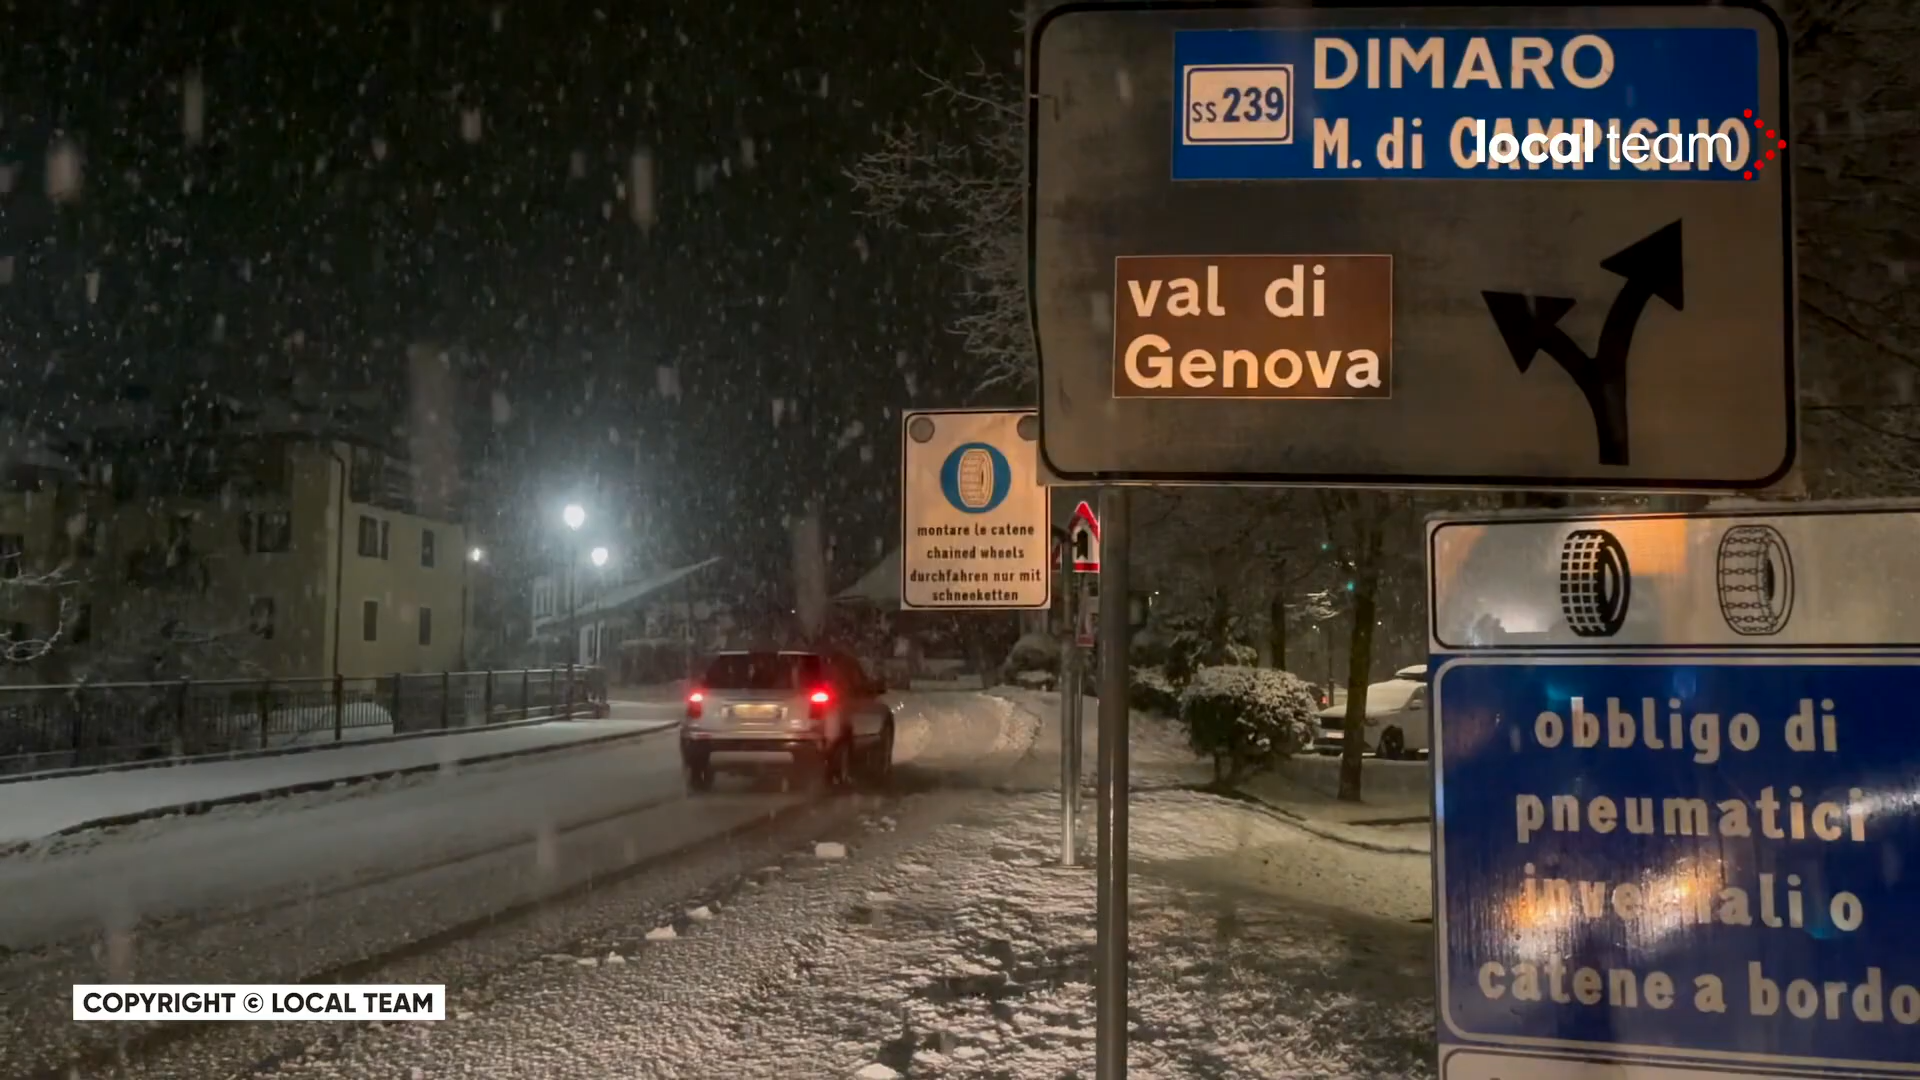 DIMARO
SS 239
M. di CAMPIGLIO
local team
val di
Genova
montare le catene
chained wheels
durchfahren nur mit
schneeketten
obbligo di
pneumatici
invernali o
catene a bordo
COPYRIGHT © LOCAL TEAM